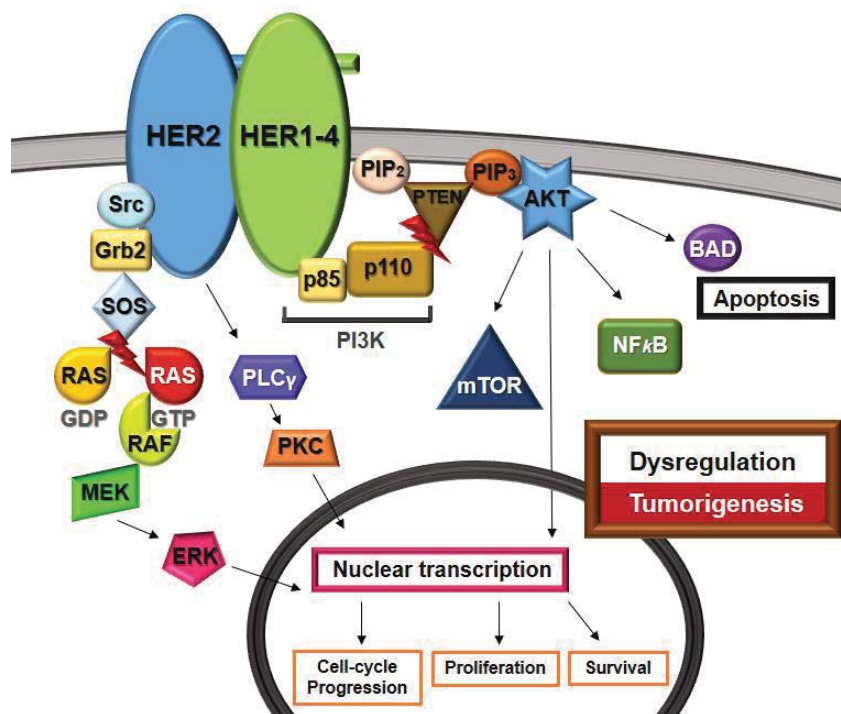 HER2
HER1-4
PIP2
PTEN
PIP3
AKT
Src
Grb2
SOS
p85
p110
PI3K
BAD
Apoptosis
NFkB
mTOR
RAS
RAS
GDP
GTP
RAF
PLCγ
PKC
MEK
ERK
Dysregulation
Tumorigenesis
Nuclear transcription
Cell-cycle
Progression
Proliferation
Survival